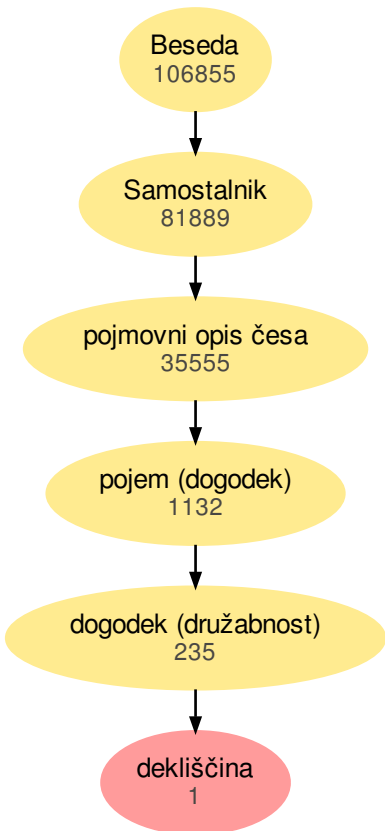 Beseda
106855
Samostalnik
81889
pojmovni opis česa
35555
pojem (dogodek)
1132
dogodek (družabnost)
235
dekliščina
1